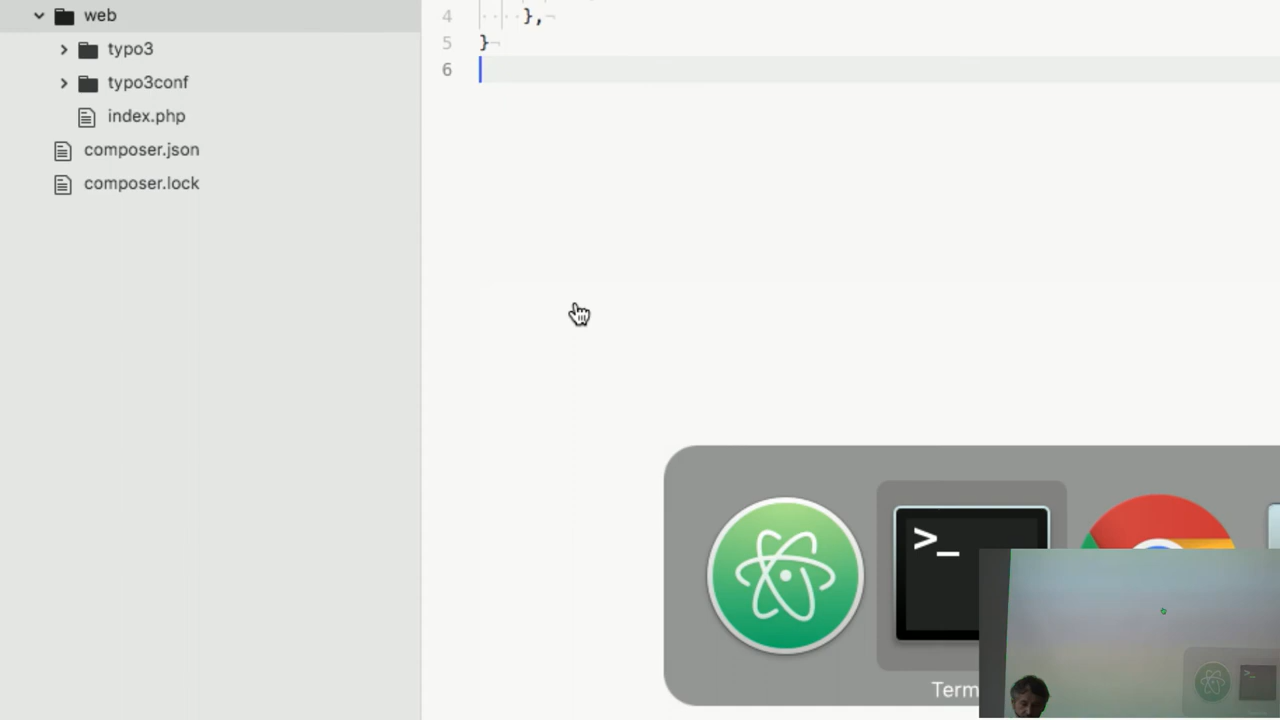 web
typo3
typo3conf
index.php
composer.json
composer.lock
4 },
5 }
6
>_
Term
>_